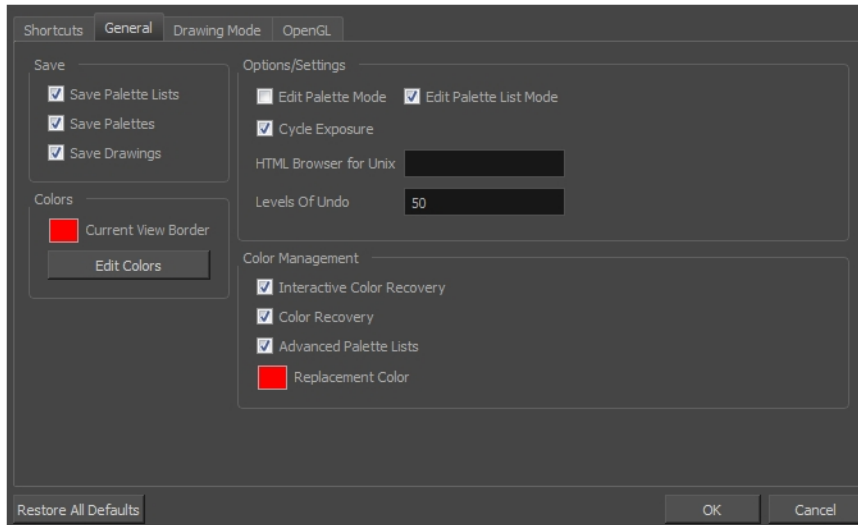 Shortcuts General Drawing Mode OpenGL
Save
Save Palette Lists
Save Palettes
Save Drawings
Colors
Current View Border
Edit Colors
Options/Settings
Edit Palette Mode Edit Palette List Mode
Cycle Exposure
HTML Browser for Unix
Levels Of Undo 50
Color Management
Interactive Color Recovery
Color Recovery
Advanced Palette Lists
Replacement Color
Restore All Defaults OK Cancel